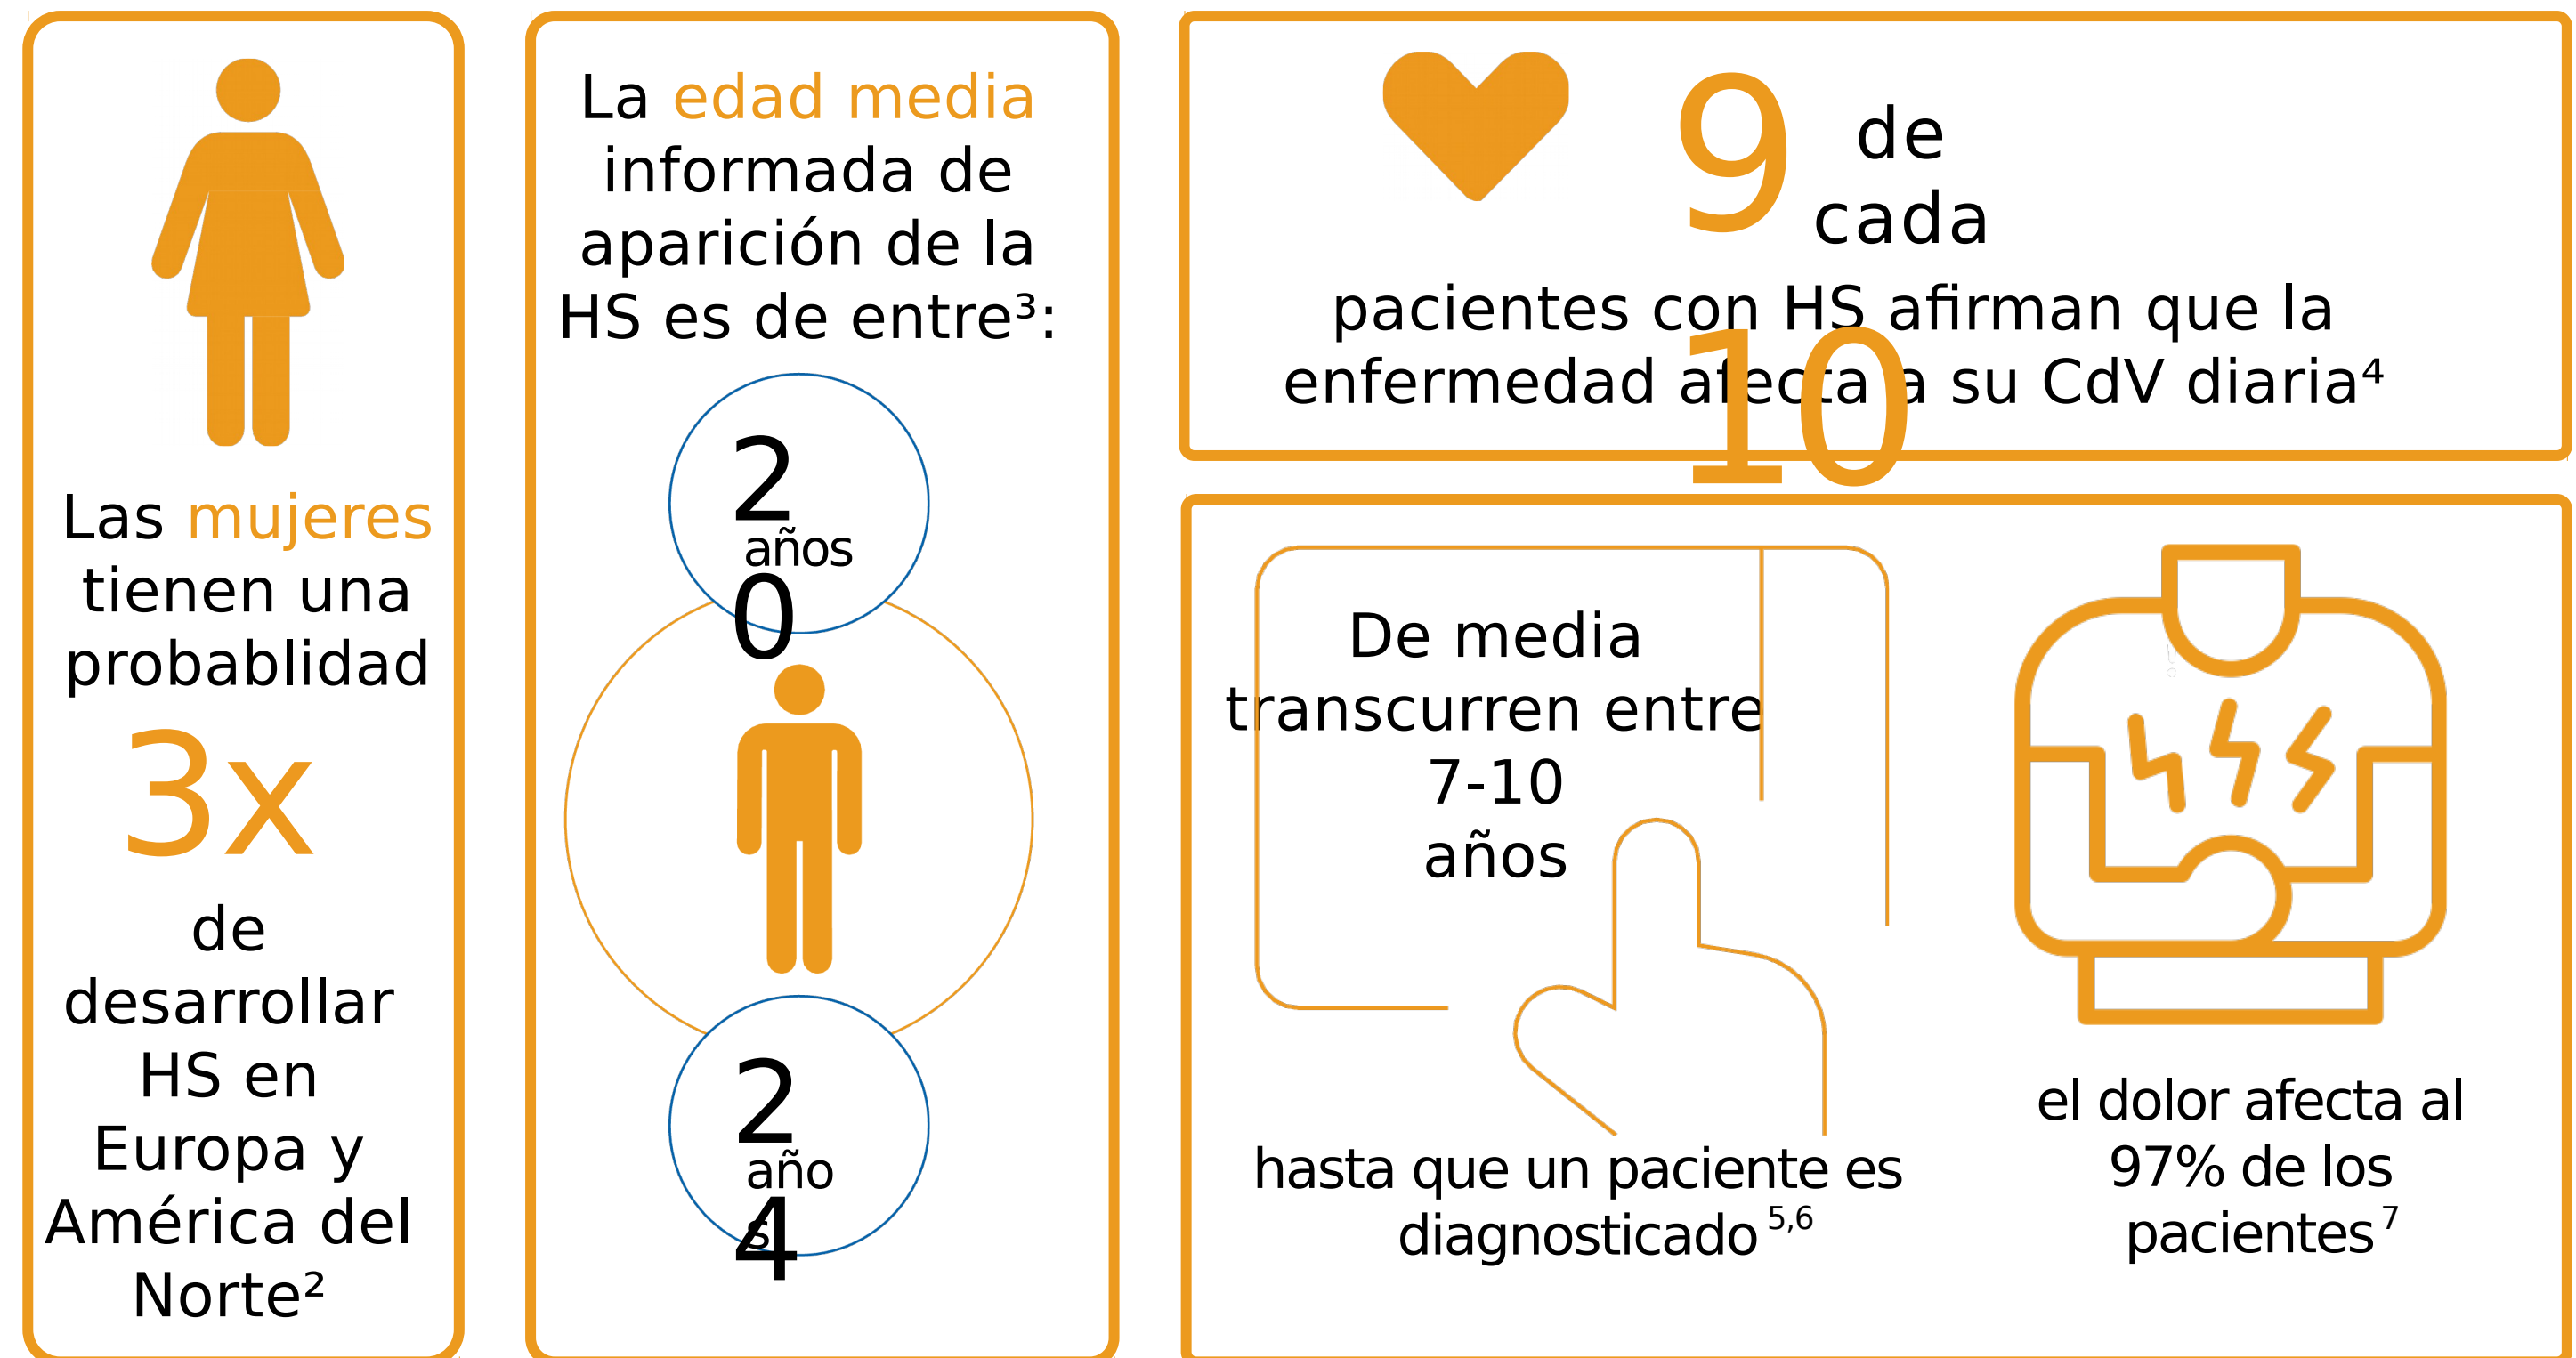 Las mujeres
tienen una
probablidad
3x
de
desarrollar
HS en
Europa y
América del
Norte²
La edad media
informada de
aparición de la
HS es de entre³:
20
años
24
años
9 de cada 10
pacientes con HS afirman que la
enfermedad afecta a su CdV diaria⁴
De media
transcurren entre
7-10
años
hasta que un paciente es
diagnosticado 5,6
el dolor afecta al
97% de los
pacientes 7